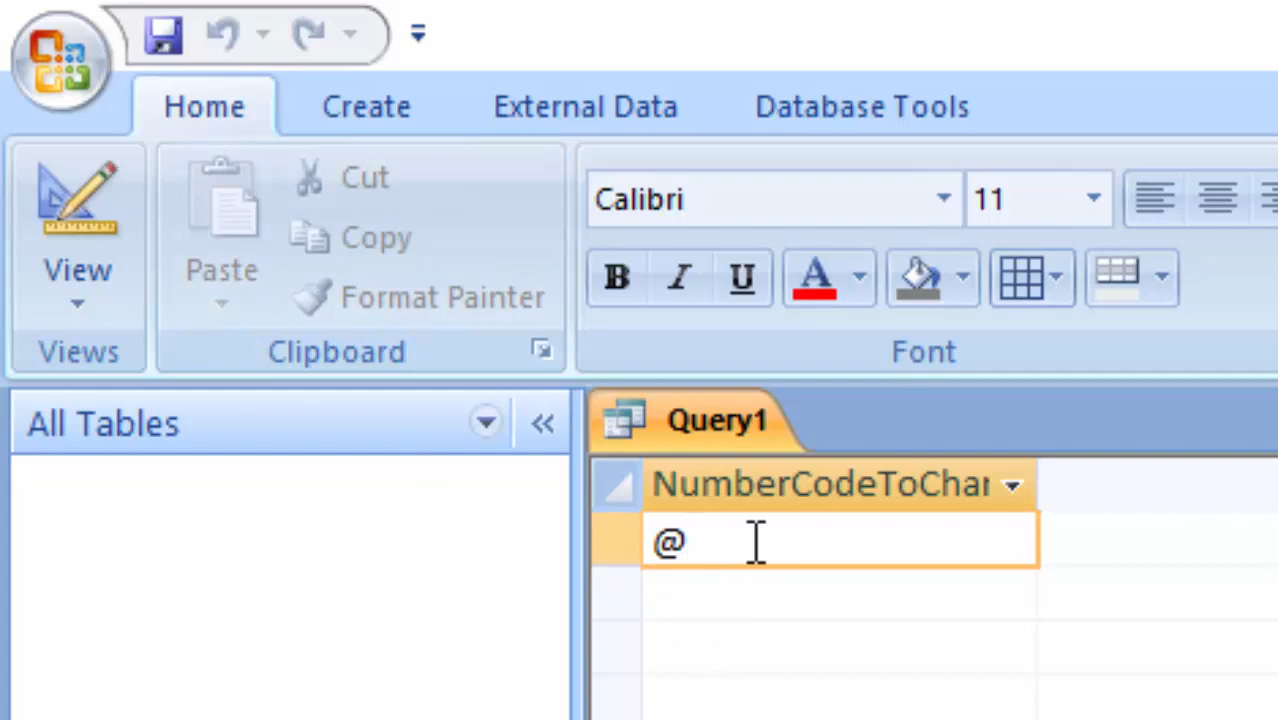 Home Create External Data Database Tools
View
Views
Paste
Cut
Copy
Format Painter
Clipboard
Calibri 11
B I U A
Font
All Tables «
Query1
NumberCodeToChar
@